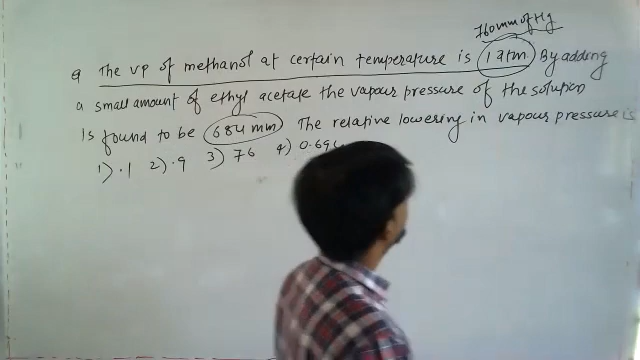 760mm of Hg
q The vp of methanol at certain temperature is 1 atm By adding
a small amount of ethyl acetate the vapour pressure of the solution
Is found to be 684 mm The relative lowering in vapour pressure is
1) .1 2) .9 3) 76 4)